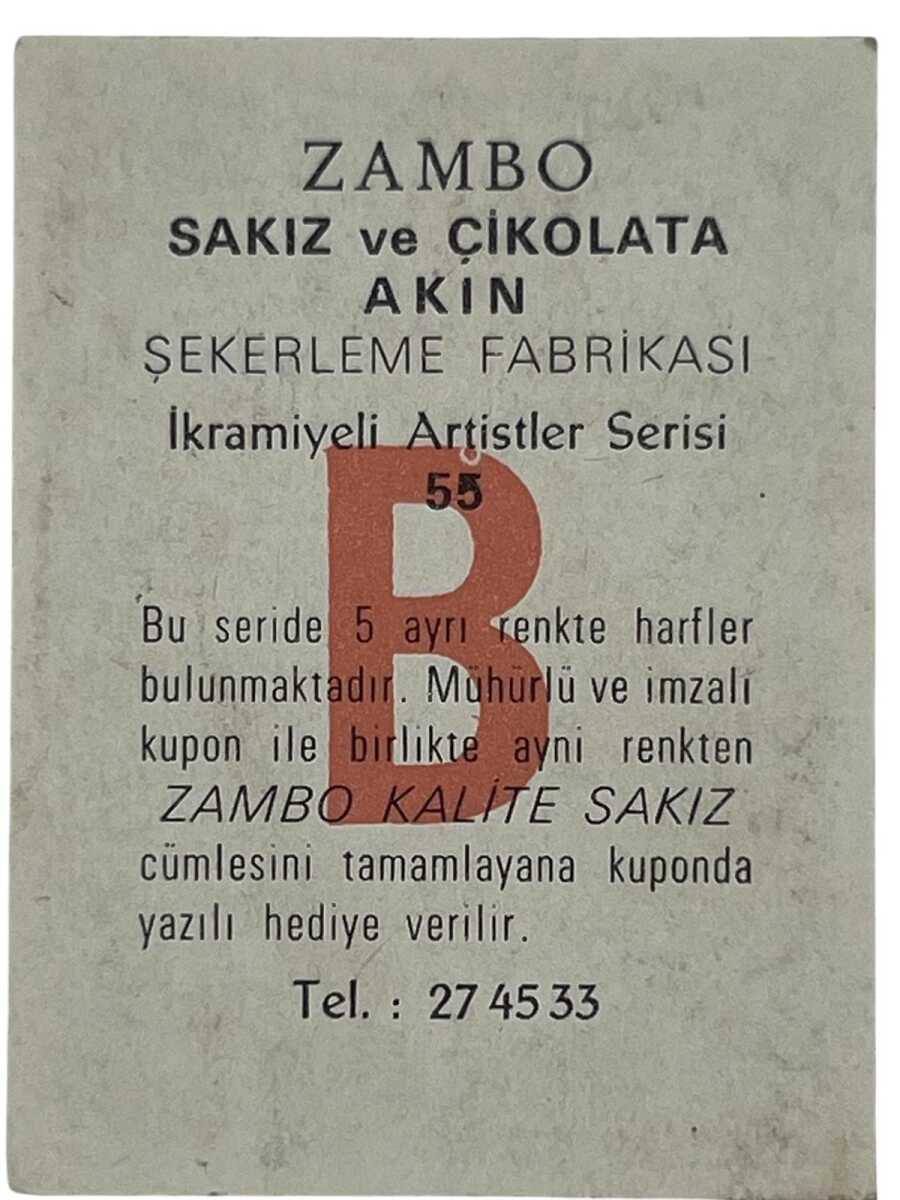 ZAMBO
SAKIZ ve ÇİKOLATA
AKIN
ŞEKERLEME FABRİKASI
İkramiyeli Artistler Serisi
55
B
Bu seride 5 ayrı renkte harfler
bulunmaktadır. Mühürlü ve imzalı
kupon ile birlikte ayni renkten
ZAMBO KALİTE SAKIZ
cümlesini tamamlayana kuponda
yazılı hediye verilir.
Tel. : 27 45 33